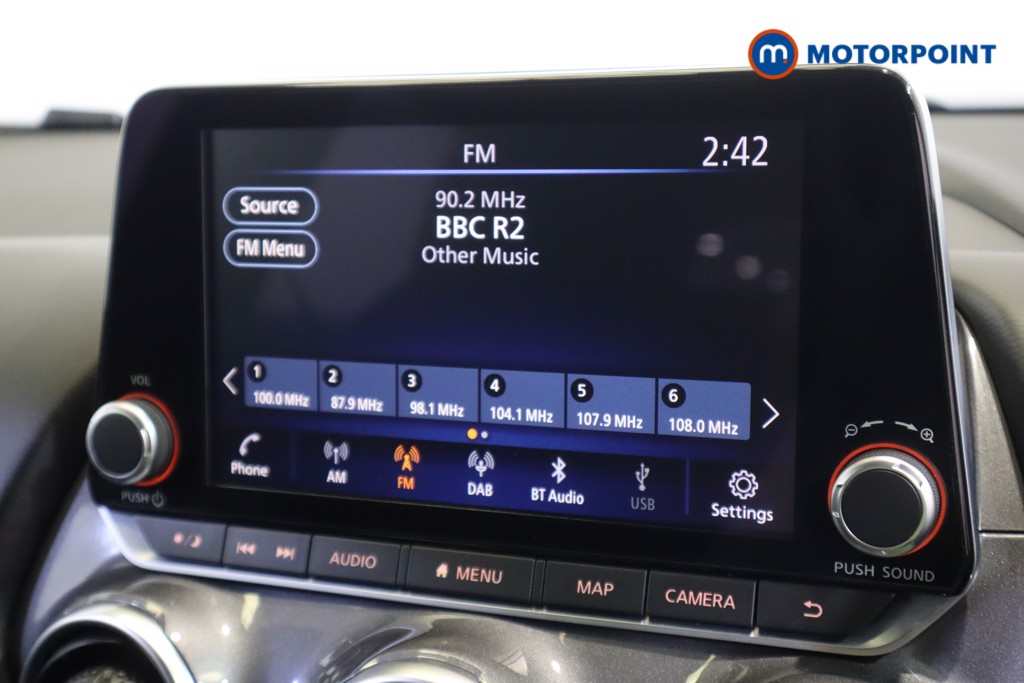 m MOTORPOINT
FM 2:42
Source
FM Menu
90.2 MHz
BBC R2
Other Music
1 2 3 4 5 6
100.0 MHz 87.9 MHz 98.1 MHz 104.1 MHz 107.9 MHz 108.0 MHz
Phone AM FM DAB BT Audio USB Settings
VOL
PUSH
PUSH SOUND
AUDIO MENU MAP CAMERA